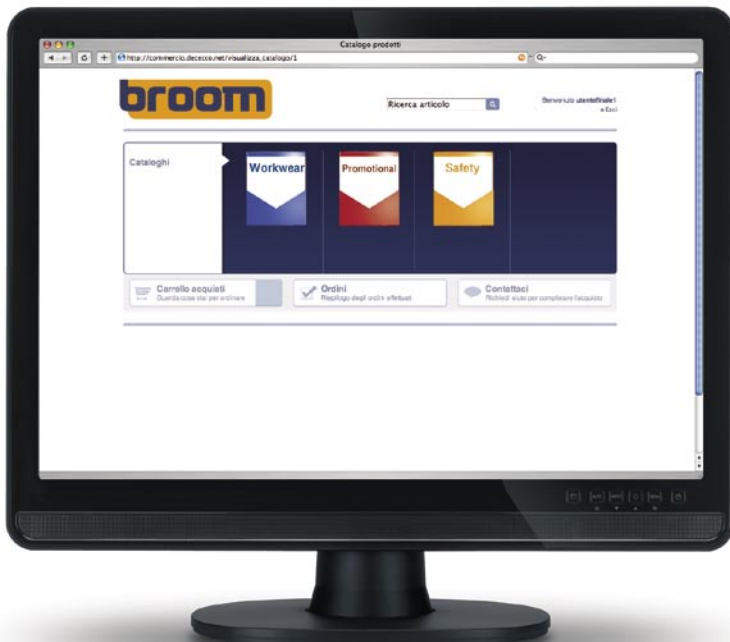 Catalogo prodotti
http://commercio.dececco.net/visualizza_catalogo/1
Q-
broom
Ricerca articolo
Benvenuto utentefinale1
Esci
Cataloghi
Workwear
Promotional
Safety
Carrello acquisti
Guarda cosa stai per ordinare
Ordini
Riepilogo degli ordini effettuati
Contattaci
Richiedi aiuto per completare l'acquisto